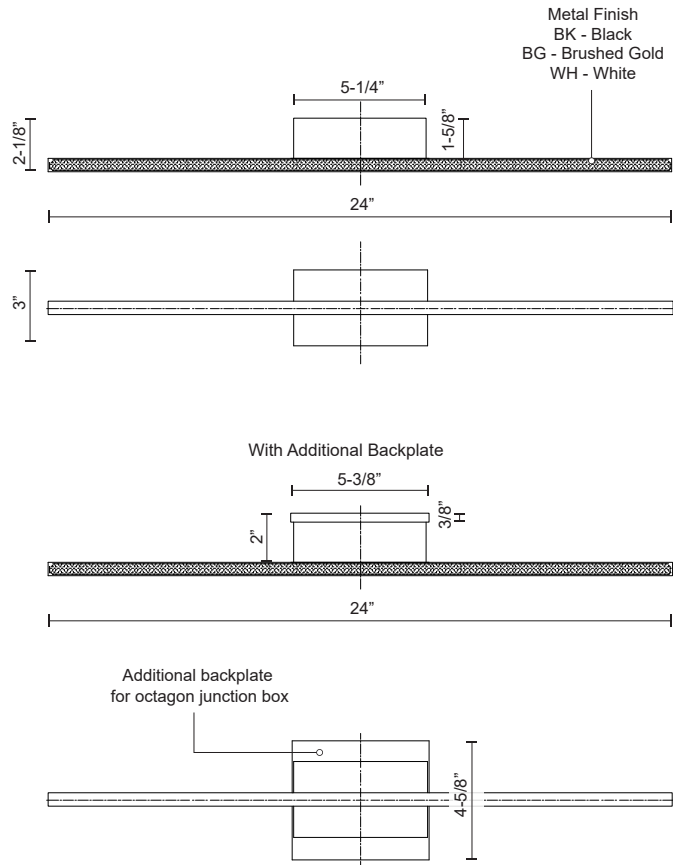 Metal Finish
BK - Black
BG - Brushed Gold
WH - White
5-1/4”
2-1/8”
1-5/8”
24”
3”
With Additional Backplate
5-3/8”
2”
3/8”
24”
Additional backplate
for octagon junction box
4-5/8”